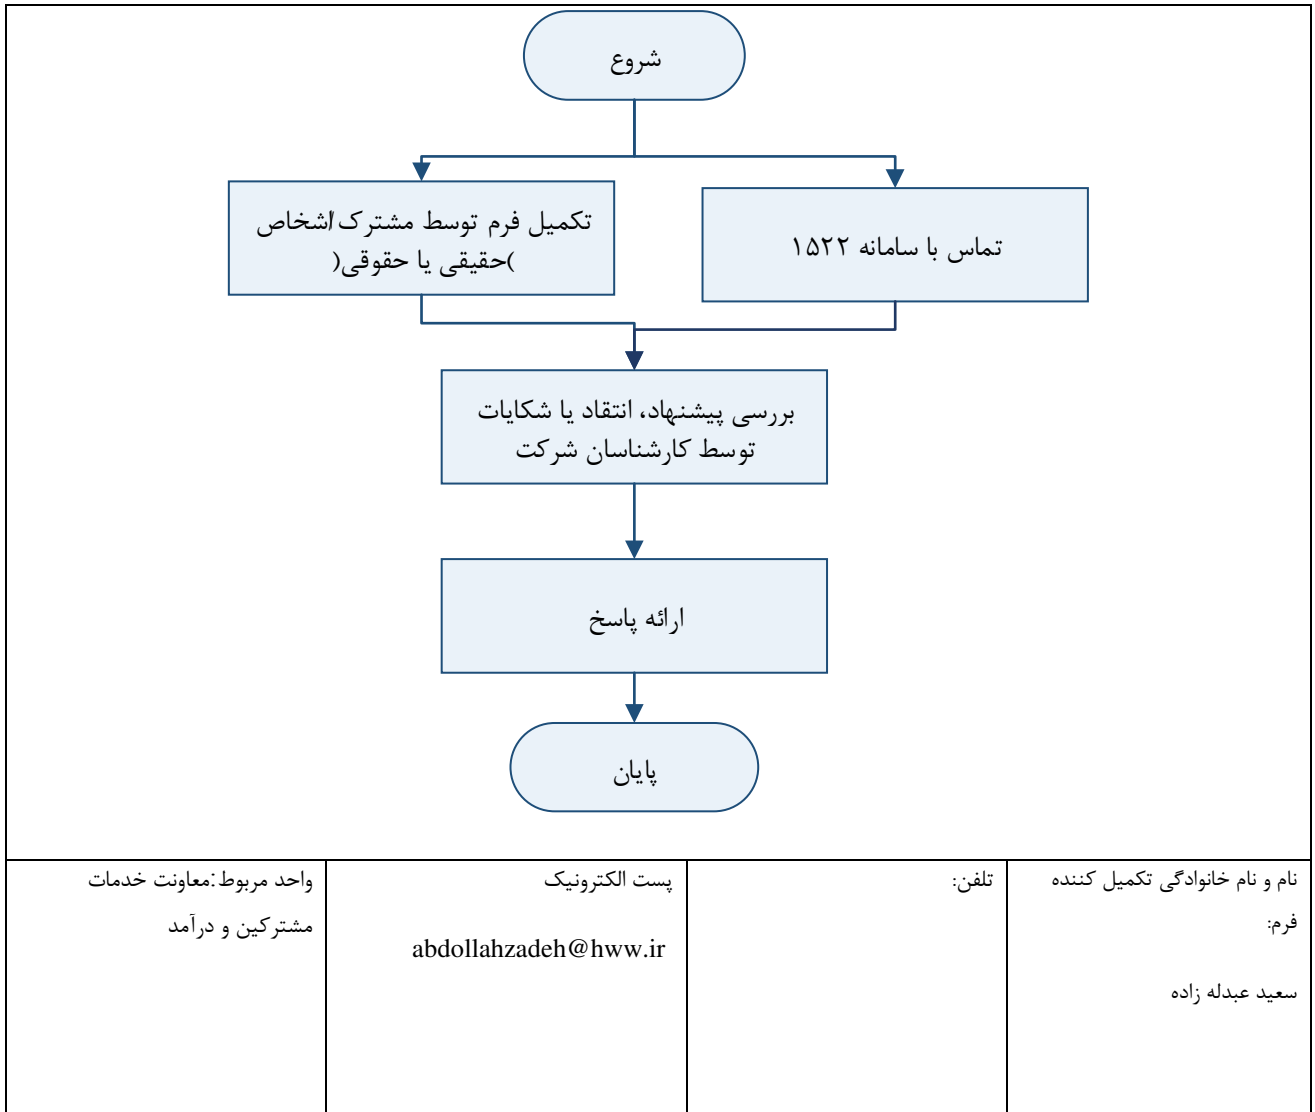 شروع
تماس با سامانه ۱۵۲۲
تکمیل فرم توسط مشترک/اشخاص
)حقیقی یا حقوقی(
بررسی پیشنهاد، انتقاد یا شکایات
توسط کارشناسان شرکت
ارائه پاسخ
پایان
نام و نام خانوادگی تکمیل کننده
فرم:
سعید عبدله زاده
تلفن:
پست الکترونیک
abdollahzadeh@hww.ir
واحد مربوط:معاونت خدمات
مشترکین و درآمد